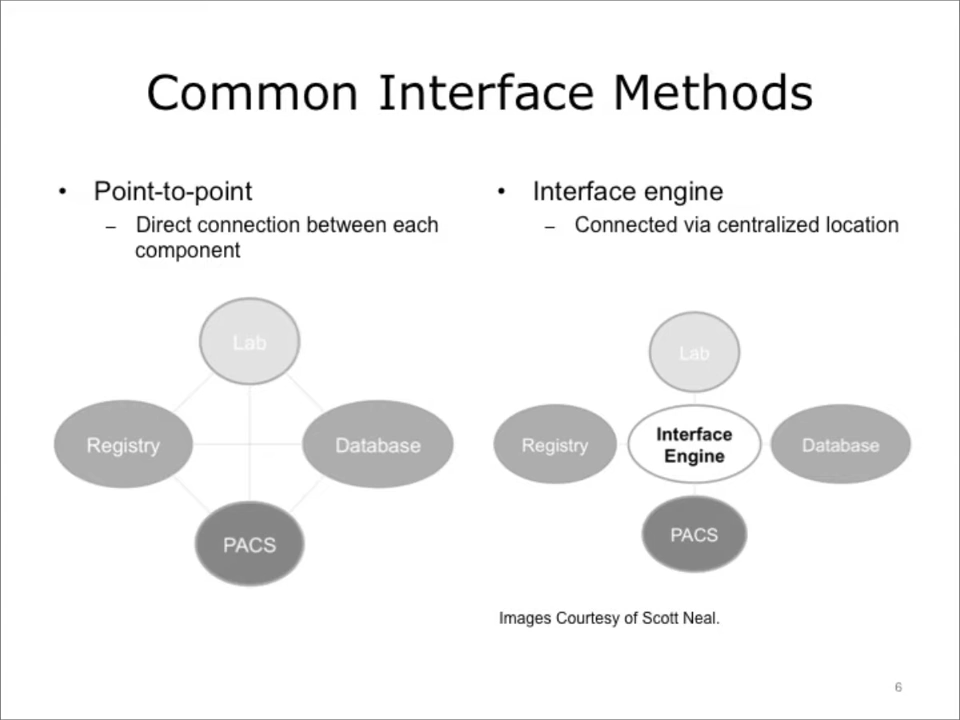 Common Interface Methods
• Point-to-point
– Direct connection between each
component
Lab
Registry
Database
PACS
• Interface engine
– Connected via centralized location
Lab
Registry
Interface
Engine
Database
PACS
Images Courtesy of Scott Neal.
6